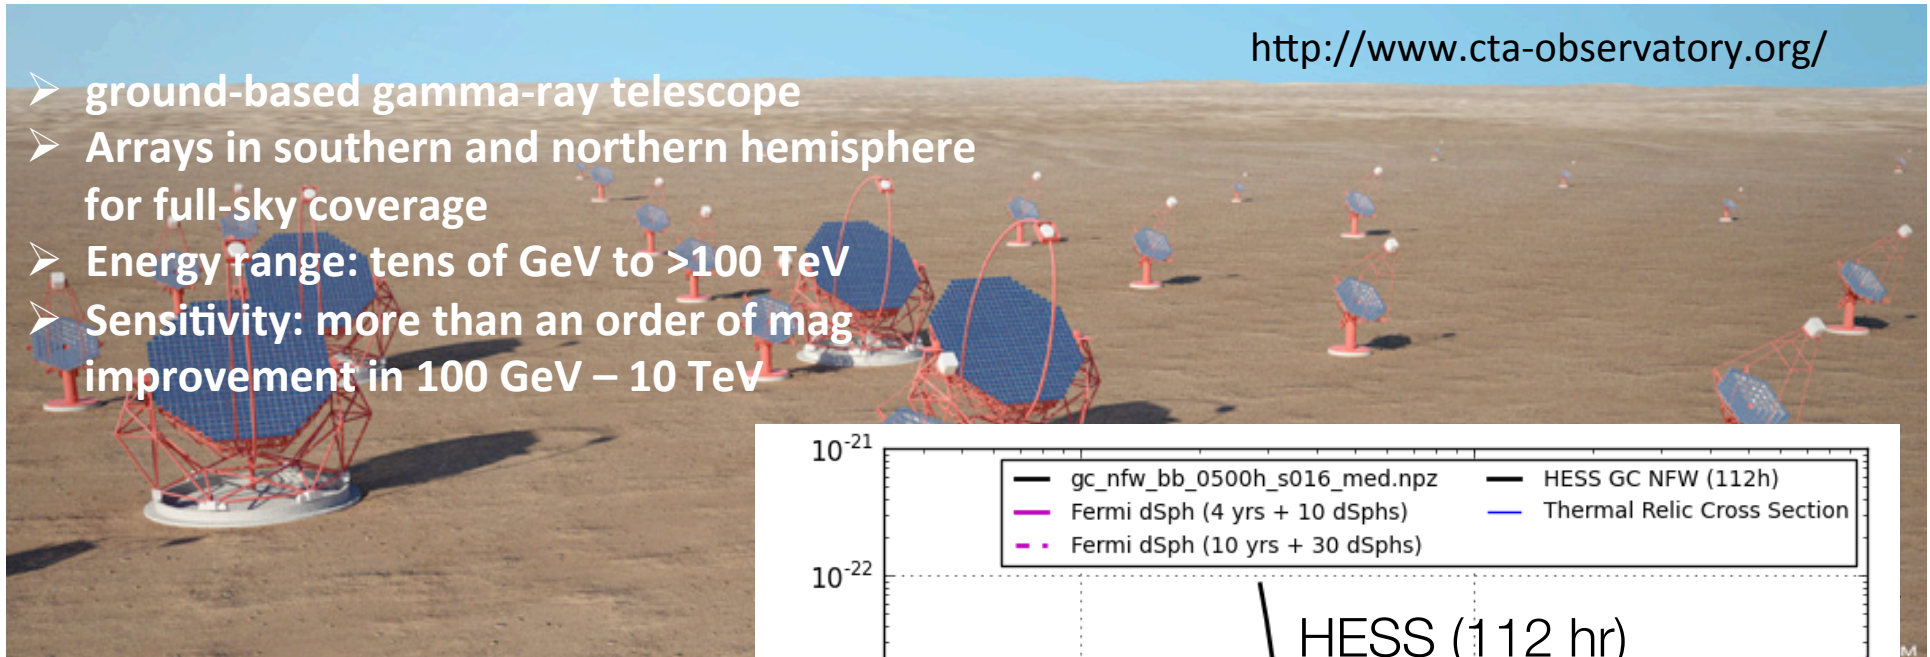 http://www.cta-observatory.org/
➢ ground-based gamma-ray telescope
➢ Arrays in southern and northern hemisphere
for full-sky coverage
➢ Energy range: tens of GeV to >100 TeV
➢ Sensitivity: more than an order of mag
improvement in 100 GeV – 10 TeV
10^-21
gc_nfw_bb_0500h_s016_med.npz
HESS GC NFW (112h)
Fermi dSph (4 yrs + 10 dSphs)
Thermal Relic Cross Section
Fermi dSph (10 yrs + 30 dSphs)
10^-22
HESS (112 hr)